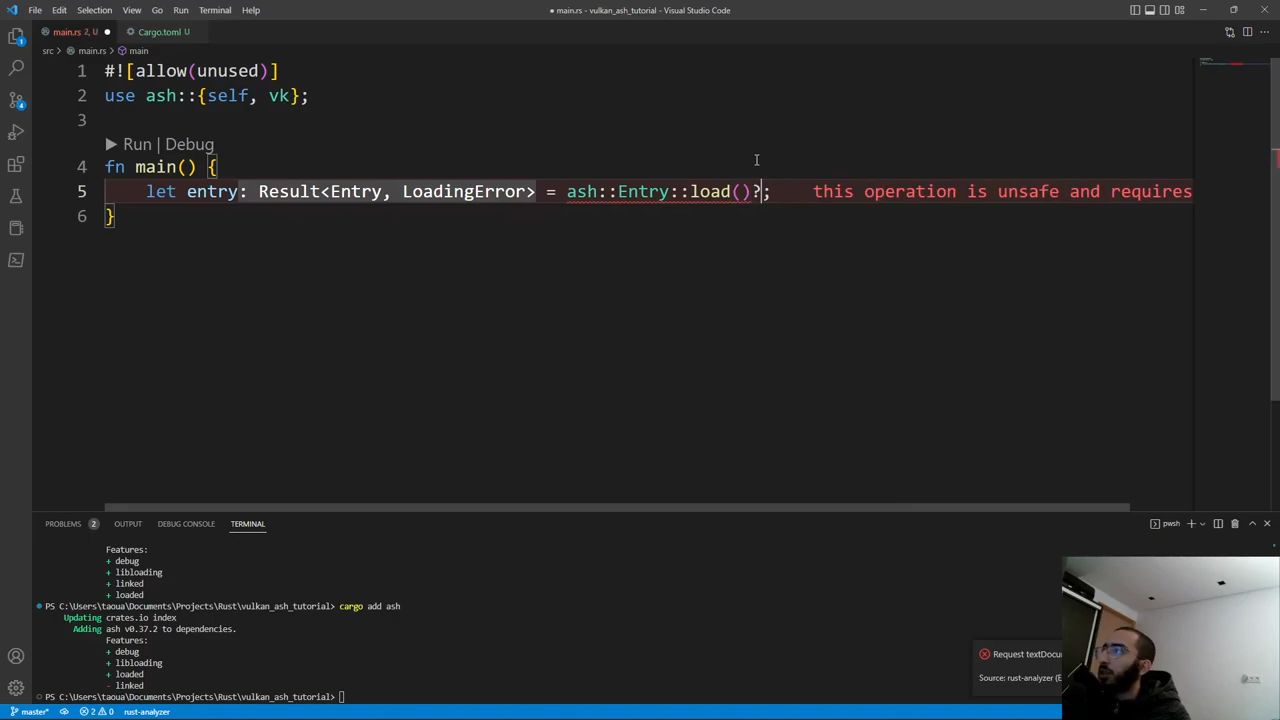 File Edit Selection View Go Run Terminal Help
● main.rs - vulkan_ash_tutorial - Visual Studio Code
main.rs 2, U ● Cargo.toml U
src > main.rs > main
1 #![allow(unused)]
2 use ash::{self, vk};
3
▶ Run | Debug
4 fn main() {
5 let entry: Result<Entry, LoadingError> = ash::Entry::load()?; this operation is unsafe and requires
6 }
PROBLEMS 2 OUTPUT DEBUG CONSOLE TERMINAL
pwsh
Features:
+ debug
+ libloading
+ linked
+ loaded
PS C:\Users\taoua\Documents\Projects\Rust\vulkan_ash_tutorial> cargo add ash
Updating crates.io index
Adding ash v0.37.2 to dependencies.
Features:
+ debug
+ libloading
+ loaded
- linked
PS C:\Users\taoua\Documents\Projects\Rust\vulkan_ash_tutorial>
Request textDocu
Source: rust-analyzer (E
1
4
master* 2 0 rust-analyzer